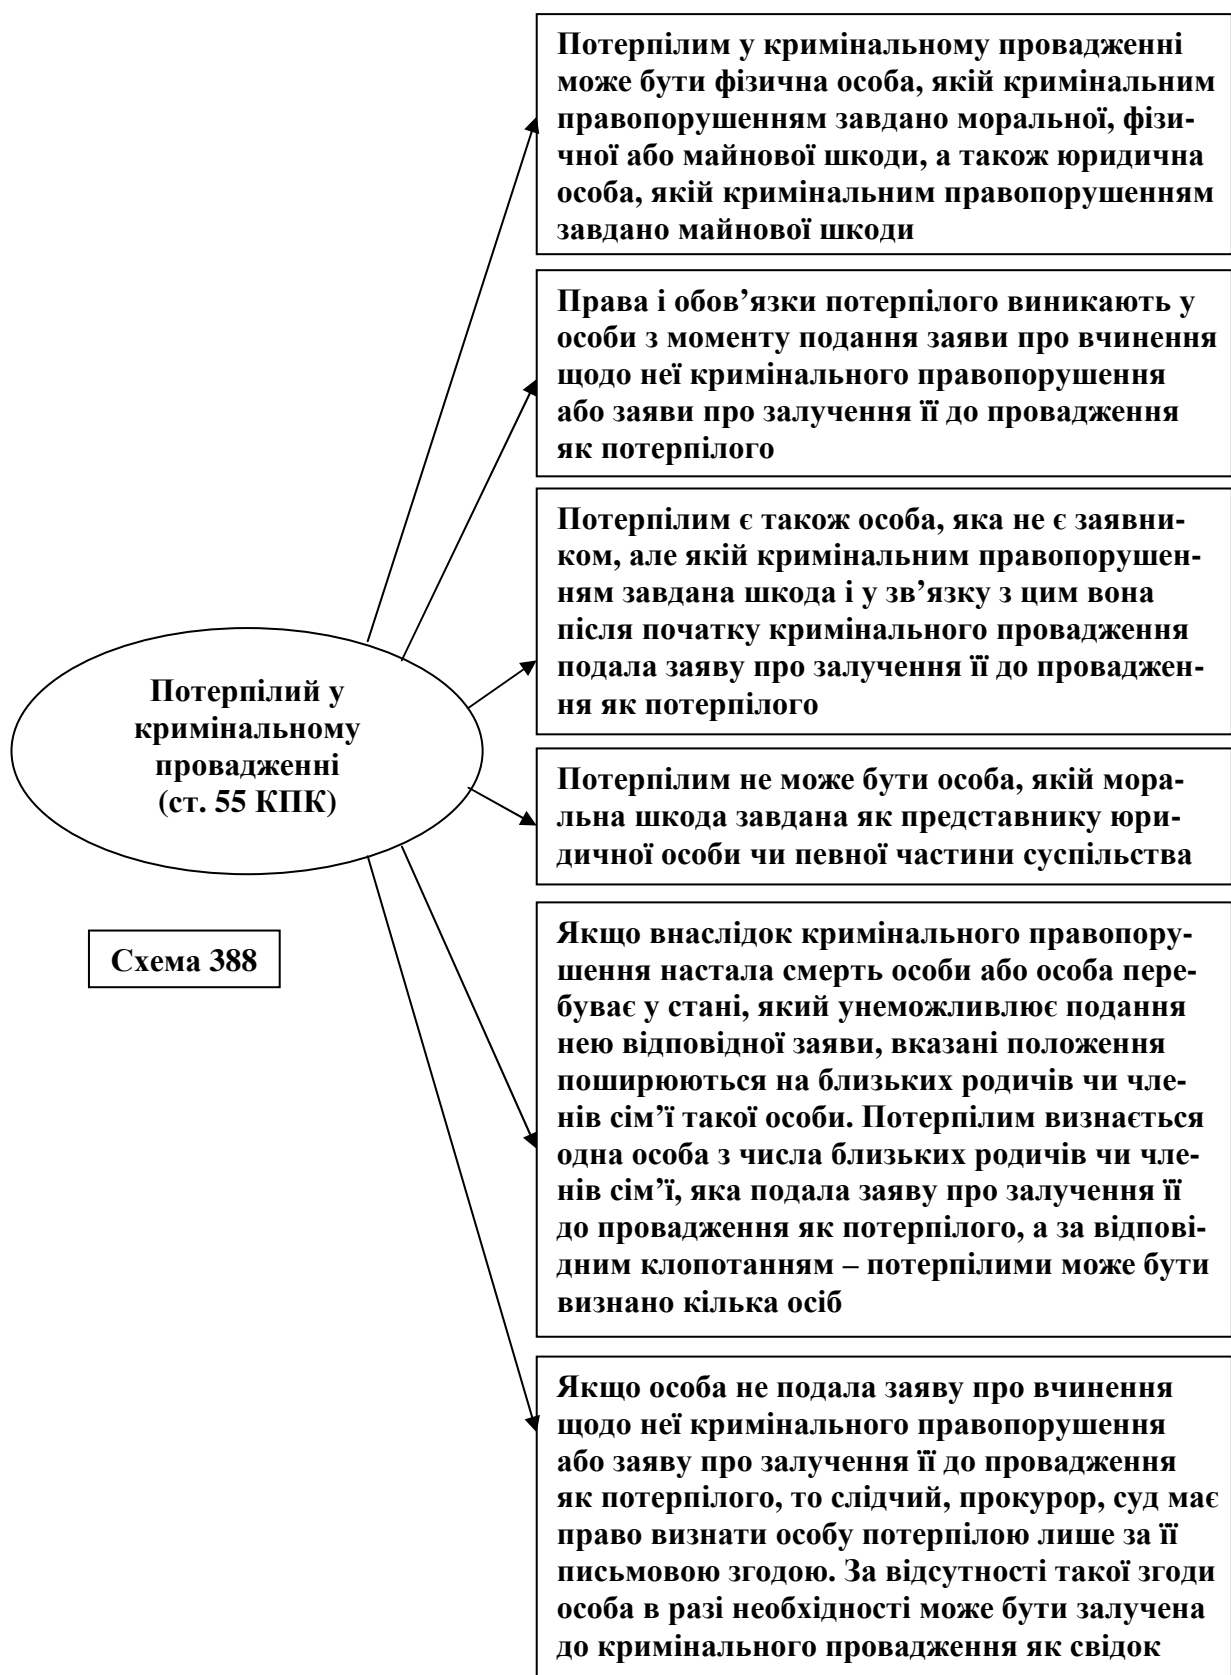 Потерпілим у кримінальному провадженні
може бути фізична особа, якій кримінальним
правопорушенням завдано моральної, фізи-
чної або майнової шкоди, а також юридична
особа, якій кримінальним правопорушенням
завдано майнової шкоди
Права і обов’язки потерпілого виникають у
особи з моменту подання заяви про вчинення
щодо неї кримінального правопорушення
або заяви про залучення її до провадження
як потерпілого
Потерпілим є також особа, яка не є заявни-
ком, але якій кримінальним правопорушен-
ням завдана шкода і у зв’язку з цим вона
після початку кримінального провадження
подала заяву про залучення її до проваджен-
ня як потерпілого
Потерпілий у
кримінальному
провадженні
(ст. 55 КПК)
Потерпілим не може бути особа, якій мора-
льна шкода завдана як представнику юри-
дичної особи чи певної частини суспільства
Схема 388
Якщо внаслідок кримінального правопору-
шення настала смерть особи або особа пере-
буває у стані, який унеможливлює подання
нею відповідної заяви, вказані положення
поширюються на близьких родичів чи чле-
нів сім’ї такої особи. Потерпілим визнається
одна особа з числа близьких родичів чи чле-
нів сім’ї, яка подала заяву про залучення її
до провадження як потерпілого, а за відпові-
дним клопотанням – потерпілими може бути
визнано кілька осіб
Якщо особа не подала заяву про вчинення
щодо неї кримінального правопорушення
або заяву про залучення її до провадження
як потерпілого, то слідчий, прокурор, суд має
право визнати особу потерпілою лише за її
письмовою згодою. За відсутності такої згоди
особа в разі необхідності може бути залучена
до кримінального провадження як свідок